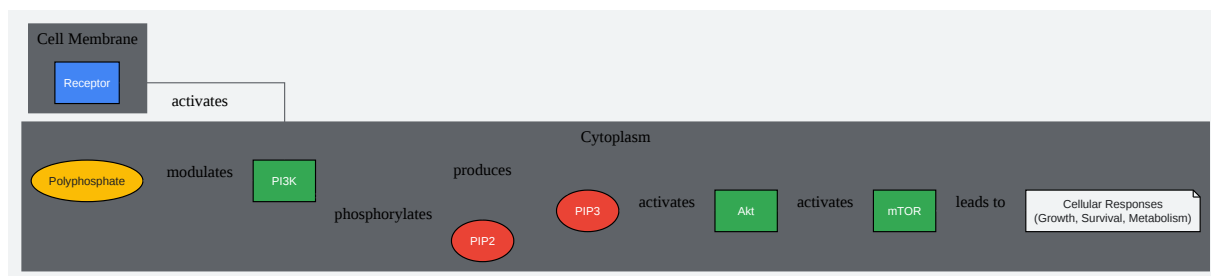 Cell Membrane
Receptor
activates
Cytoplasm
Polyphosphate
modulates
PI3K
phosphorylates
produces
PIP2
PIP3
activates
Akt
activates
mTOR
leads to
Cellular Responses
(Growth, Survival, Metabolism)